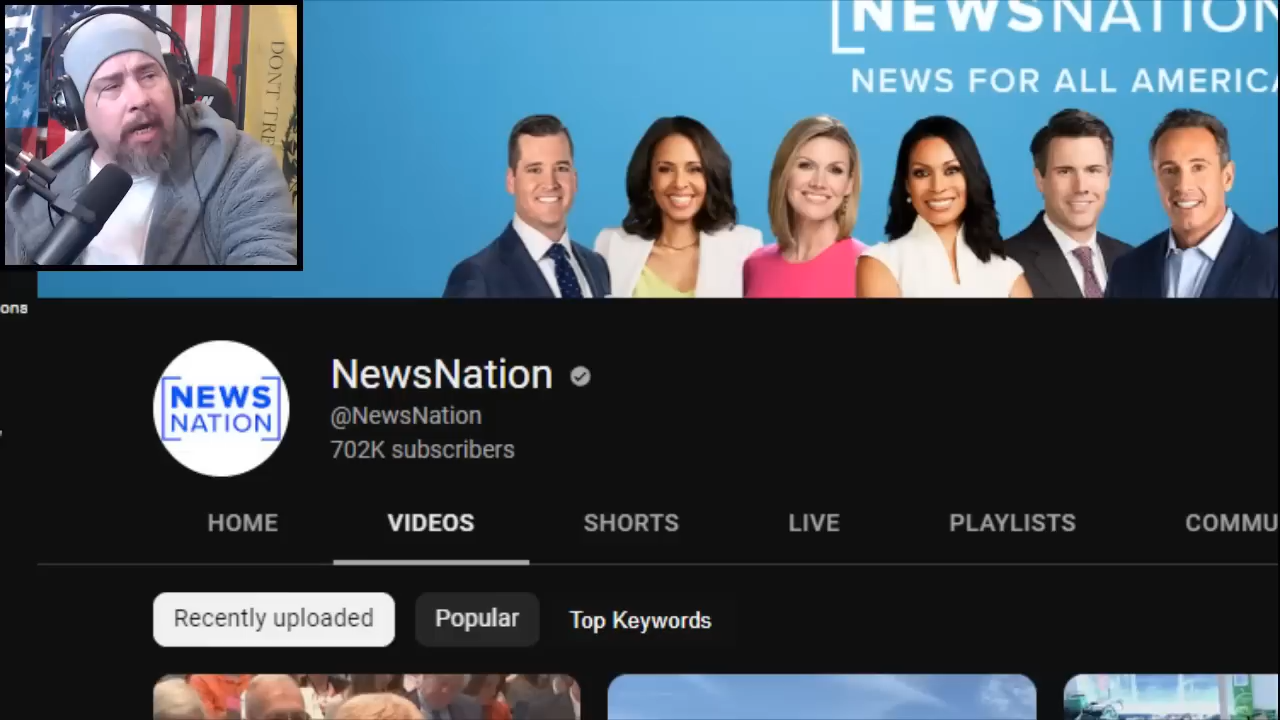 DONT TRE
NEWSNATION
NEWS FOR ALL AMERICA
ons
NEWS
NATION
NewsNation
@NewsNation
702K subscribers
HOME
VIDEOS
SHORTS
LIVE
PLAYLISTS
COMMU
Recently uploaded
Popular
Top Keywords